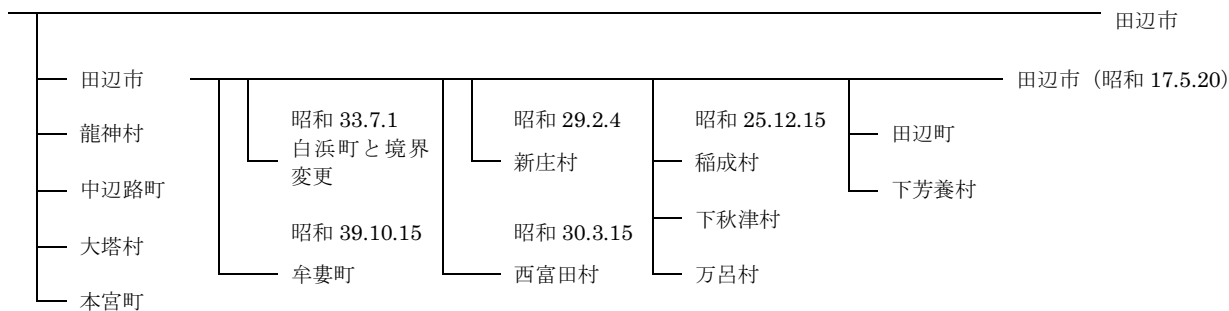 田辺市
田辺市
田辺市（昭和 17.5.20）
昭和 33.7.1
昭和 29.2.4
昭和 25.12.15
龍神村
白浜町と境界
変更
新庄村
稲成村
田辺町
中辺路町
下芳養村
下秋津村
昭和 39.10.15
昭和 30.3.15
大塔村
牟婁町
西富田村
万呂村
本宮町